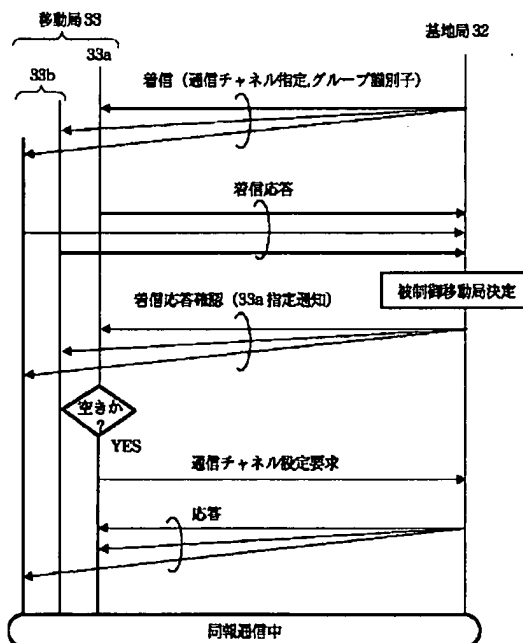 移動局33
基地局32
33a
33b
着信（通信チャネル指定,グループ識別子）
着信応答
被制御移動局決定
着信応答確認（33a指定通知）
空きか
?
YES
通信チャネル設定要求
応答
同報通信中